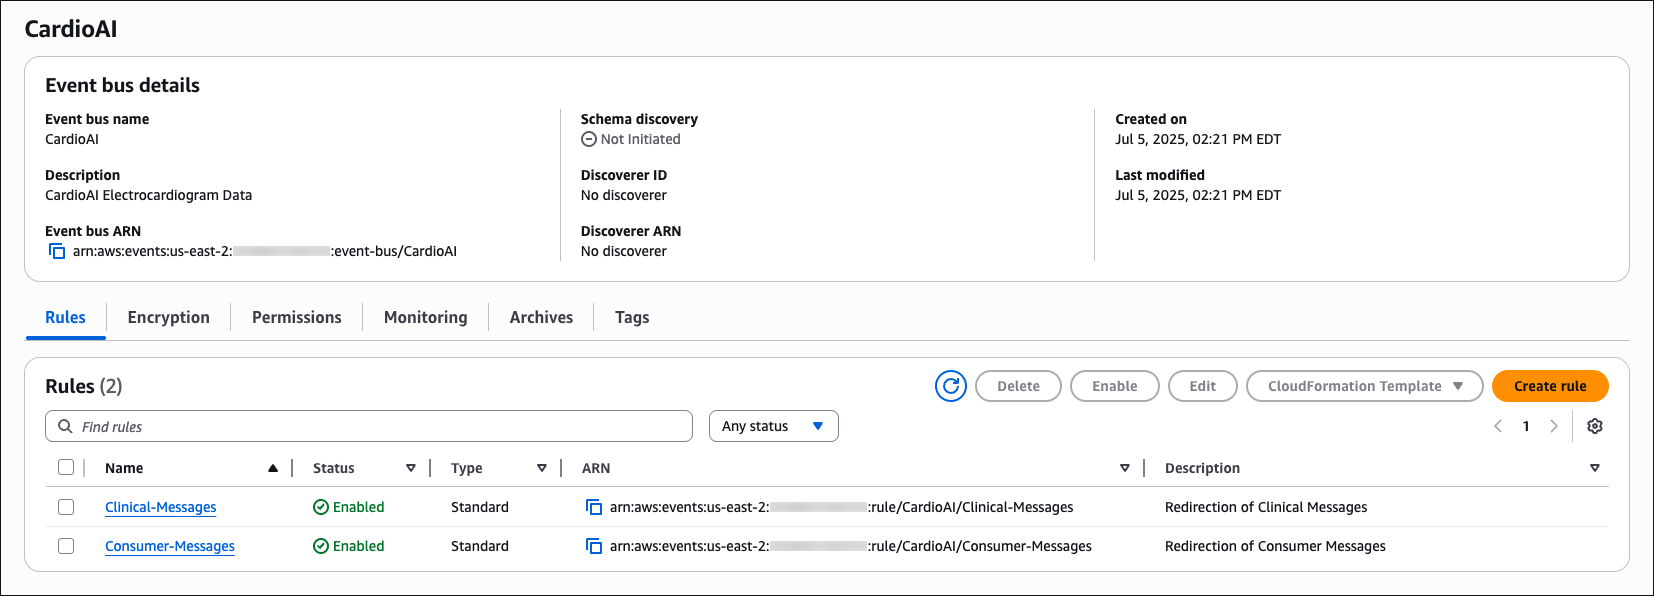 CardioAI
Event bus details
Event bus name
CardioAI
Description
CardioAI Electrocardiogram Data
Event bus ARN
arn:aws:events:us-east-2: :event-bus/CardioAI
Schema discovery
Not Initiated
Discoverer ID
No discoverer
Discoverer ARN
No discoverer
Created on
Jul 5, 2025, 02:21 PM EDT
Last modified
Jul 5, 2025, 02:21 PM EDT
Rules Encryption Permissions Monitoring Archives Tags
Rules (2) Delete Enable Edit CloudFormation Template Create rule
Find rules Any status 1
Name Status Type ARN Description
Clinical-Messages Enabled Standard arn:aws:events:us-east-2: :rule/CardioAI/Clinical-Messages Redirection of Clinical Messages
Consumer-Messages Enabled Standard arn:aws:events:us-east-2: :rule/CardioAI/Consumer-Messages Redirection of Consumer Messages